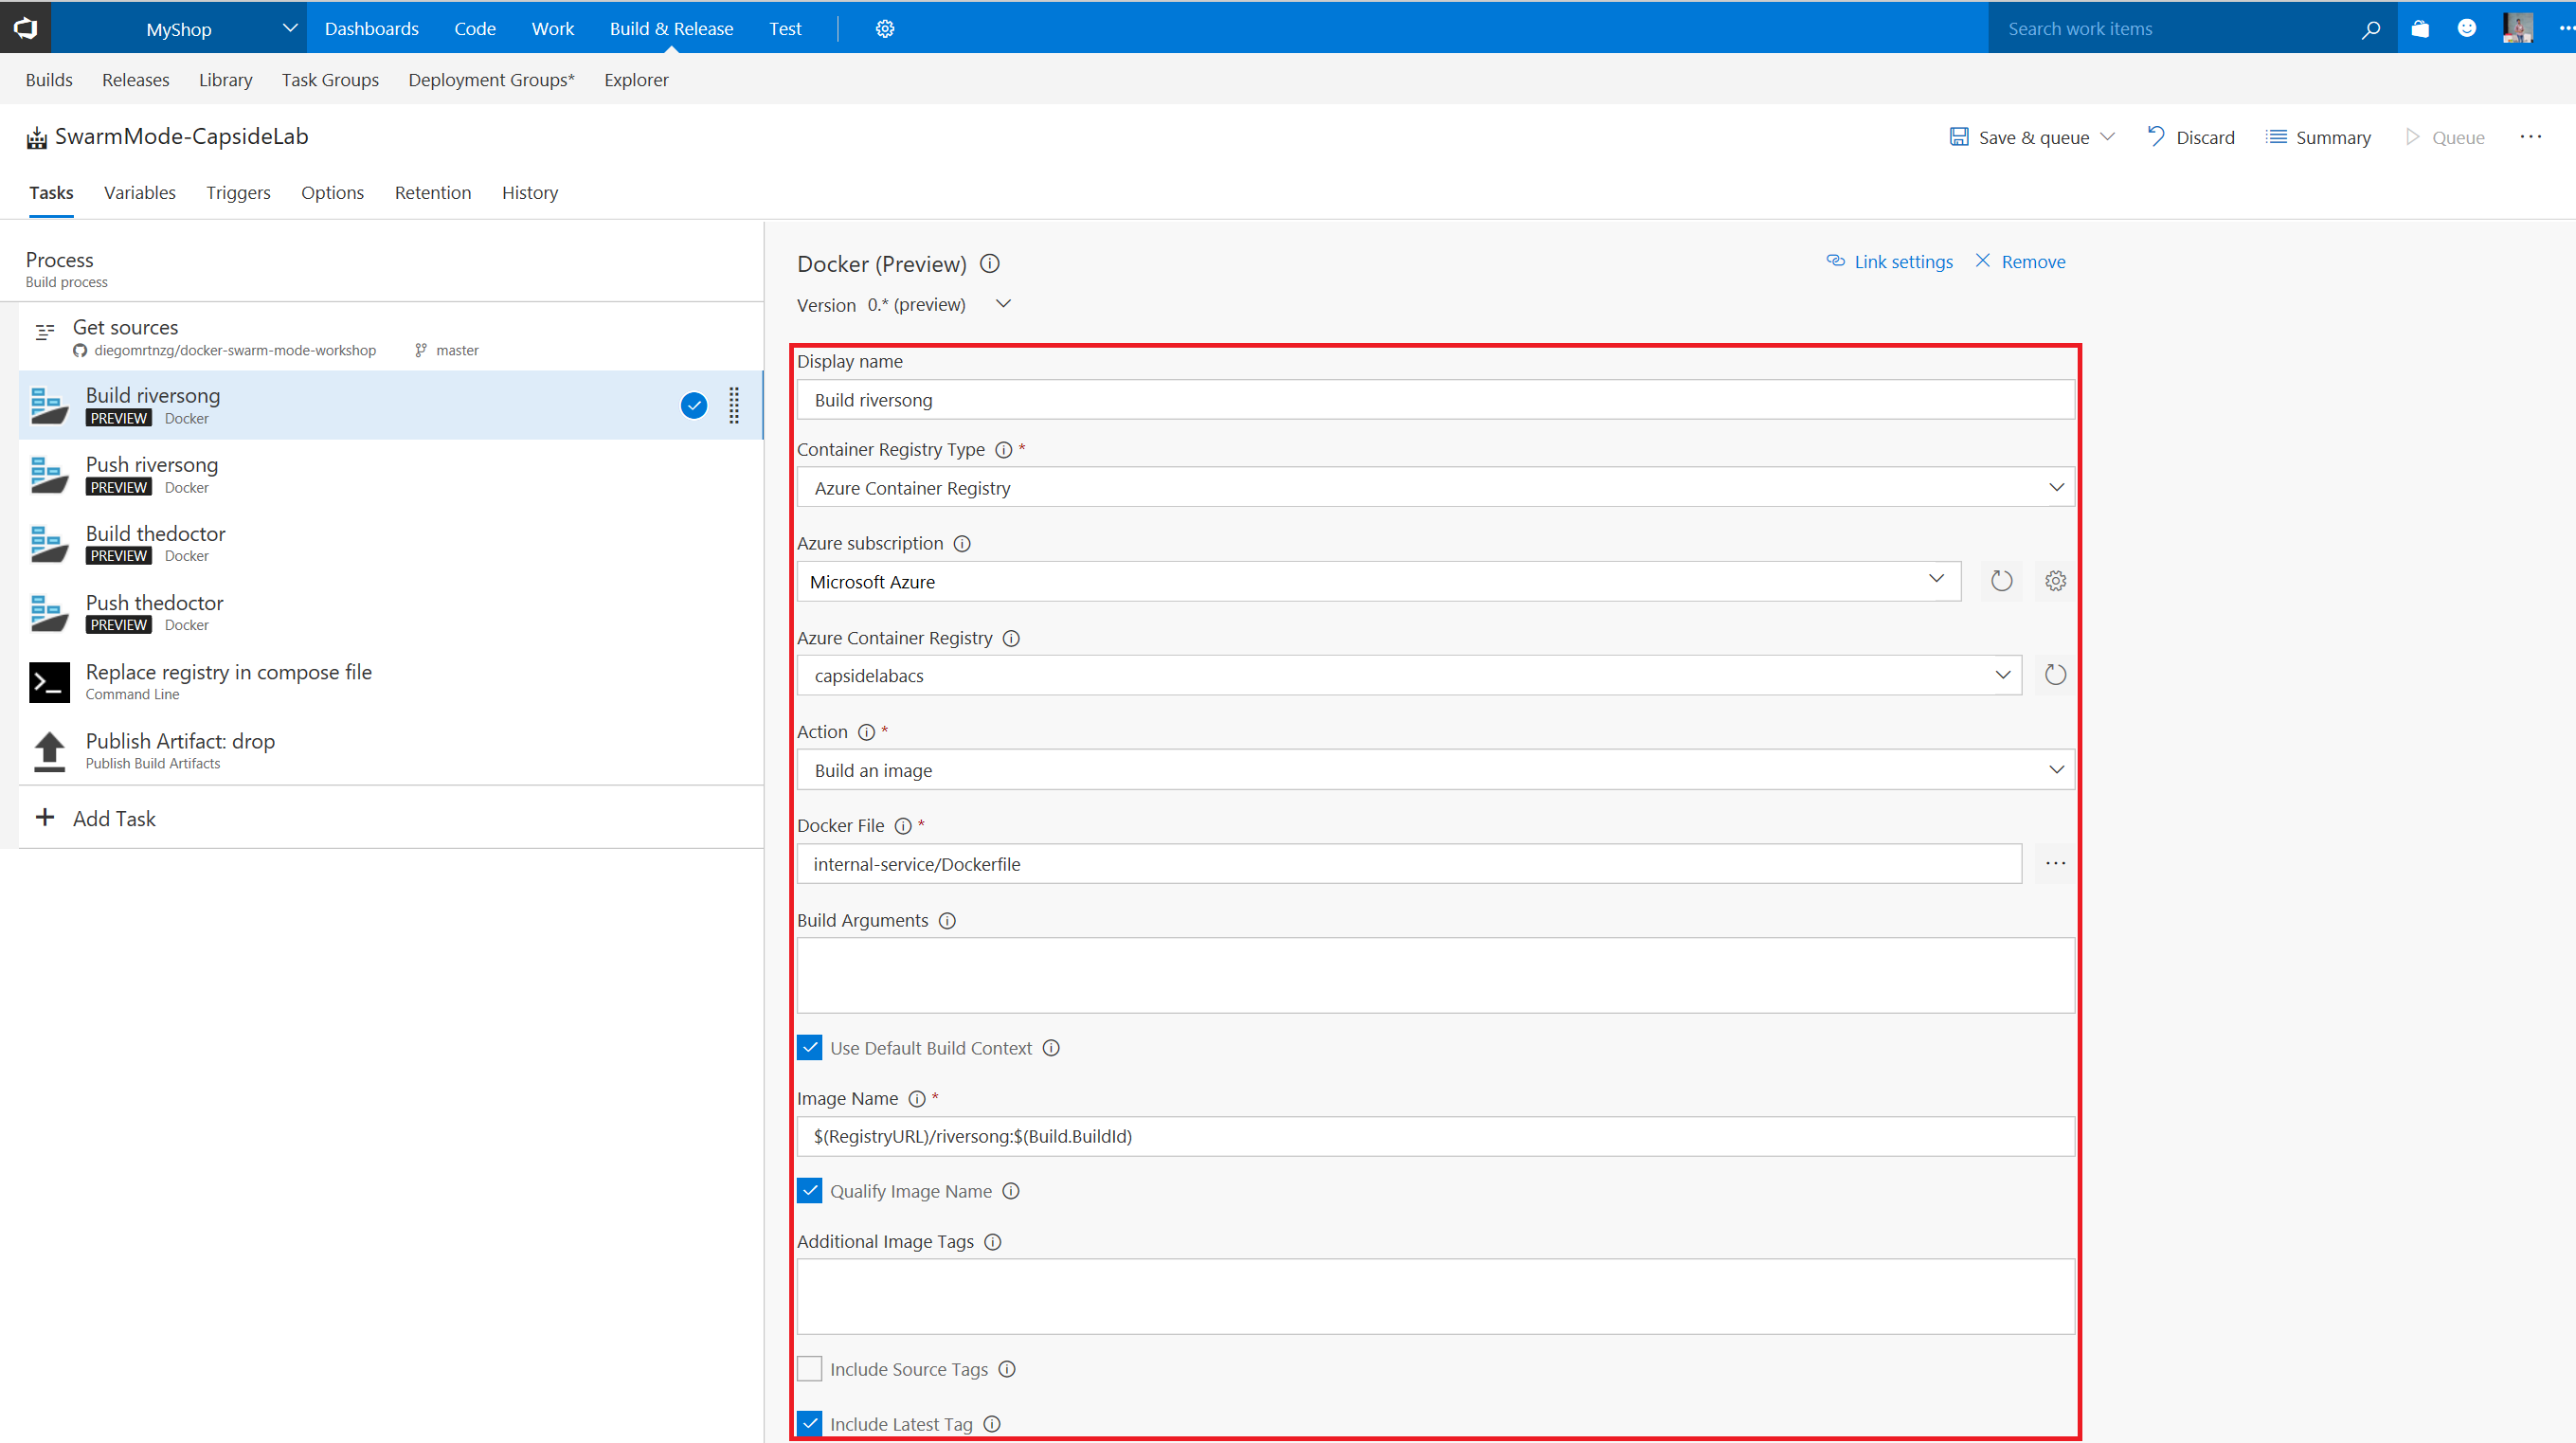 MyShop Dashboards Code Work Build & Release Test Search work items
Builds Releases Library Task Groups Deployment Groups* Explorer
SwarmMode-CapsideLab Save & queue Discard Summary Queue ...
Tasks Variables Triggers Options Retention History
Process
Build process
Get sources
diegomrtnzg/docker-swarm-mode-workshop master
Build riversong
PREVIEW Docker
Push riversong
PREVIEW Docker
Build thedoctor
PREVIEW Docker
Push thedoctor
PREVIEW Docker
Replace registry in compose file
Command Line
Publish Artifact: drop
Publish Build Artifacts
+ Add Task
Docker (Preview) Link settings Remove
Version 0.* (preview)
Display name
Build riversong
Container Registry Type *
Azure Container Registry
Azure subscription
Microsoft Azure
Azure Container Registry
capsidelabacs
Action *
Build an image
Docker File *
internal-service/Dockerfile ...
Build Arguments
Use Default Build Context
Image Name *
$(RegistryURL)/riversong:$(Build.BuildId)
Qualify Image Name
Additional Image Tags
Include Source Tags
Include Latest Tag